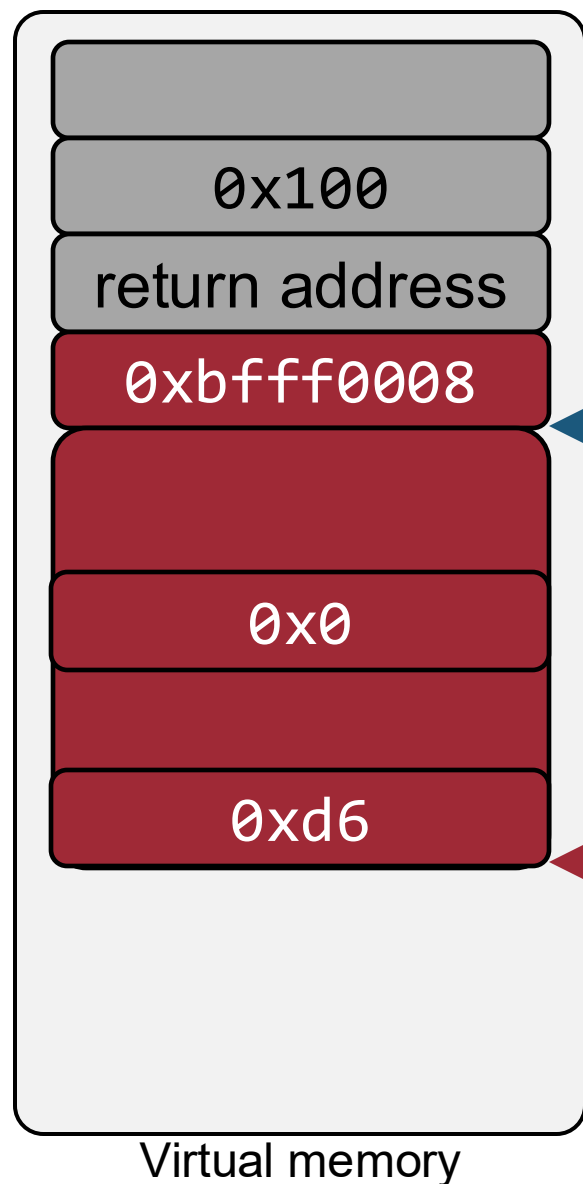 0x100
return address
0xbfff0008
0x0
0xd6
Virtual memory